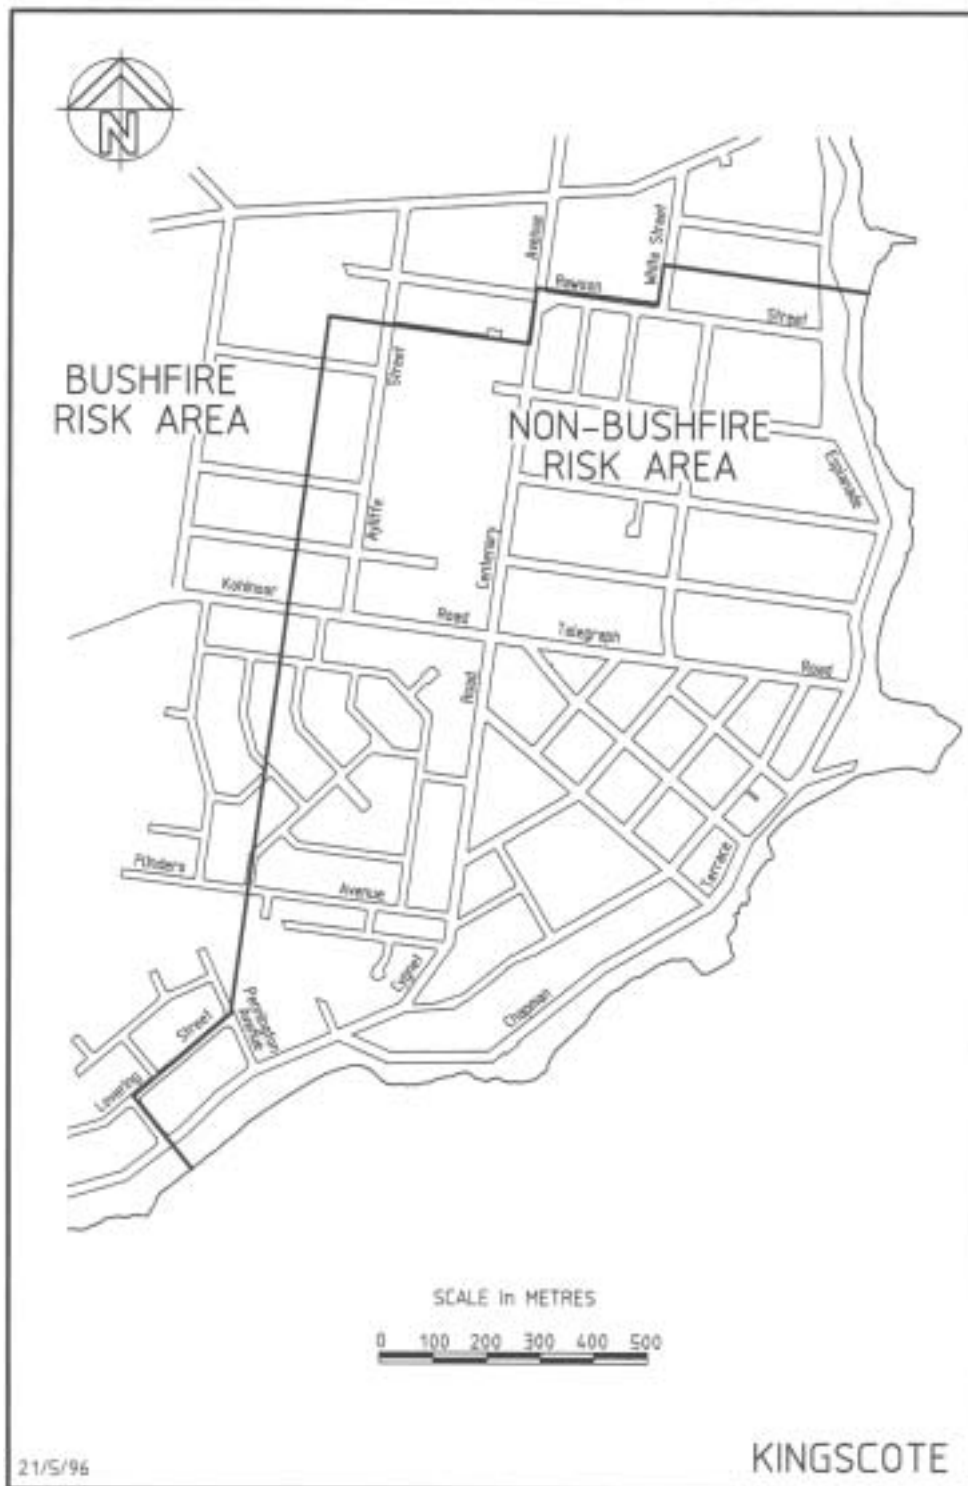 N
Avenue
White Street
Rawson
Street
Street
BUSHFIRE
RISK AREA
NON-BUSHFIRE
RISK AREA
Esplanade
Ayliffe
Centenary
Kohinoor
Road
Telegraph
Road
Road
Flinders
Avenue
Terrace
Cygnet
Chapman
Pennington
Avenue
Street
Lovering
SCALE in METRES
0 100 200 300 400 500
21/5/96
KINGSCOTE